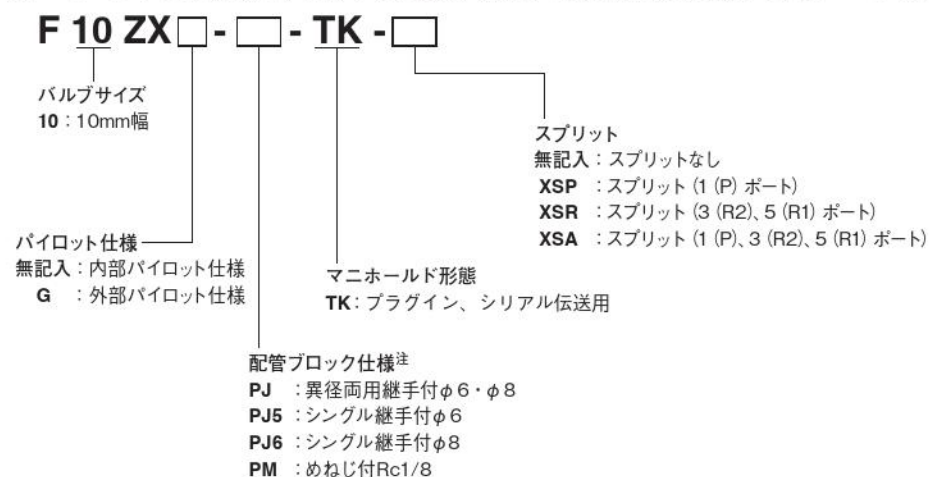 F 10 ZX□-□-TK-□
バルブサイズ
10：10mm幅
スプリット
無記入：スプリットなし
XSP ：スプリット（1（P）ポート）
XSR ：スプリット（3（R2）、5（R1）ポート）
XSA ：スプリット（1（P）、3（R2）、5（R1）ポート）
パイロット仕様
無記入：内部パイロット仕様
G ：外部パイロット仕様
マニホールド形態
TK：プラグイン、シリアル伝送用
配管ブロック仕様注
PJ ：異径両用継手付φ6・φ8
PJ5 ：シングル継手付φ6
PJ6 ：シングル継手付φ8
PM ：めねじ付Rc1/8